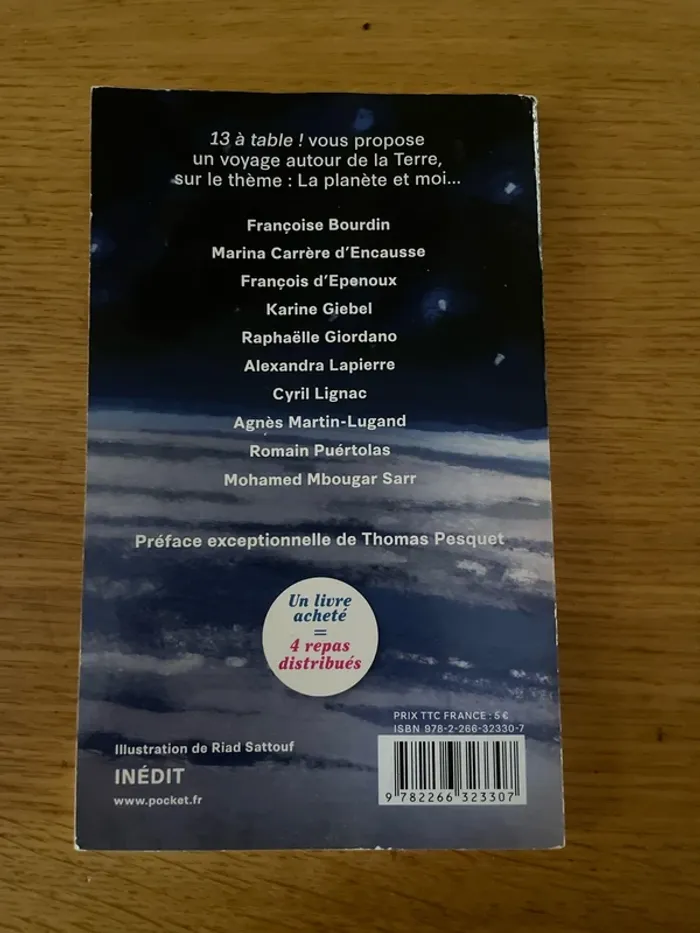 13 à table ! vous propose
un voyage autour de la Terre,
sur le thème : La planète et moi...
Françoise Bourdin
Marina Carrère d'Encausse
François d'Epenoux
Karine Giebel
Raphaëlle Giordano
Alexandra Lapierre
Cyril Lignac
Agnès Martin-Lugand
Romain Puértolas
Mohamed Mbougar Sarr
Préface exceptionnelle de Thomas Pesquet
Un livre
acheté
=
4 repas
distribués
PRIX TTC FRANCE : 5 €
ISBN 978-2-266-32330-7
Illustration de Riad Sattouf
INÉDIT
www.pocket.fr
9 782266 323307